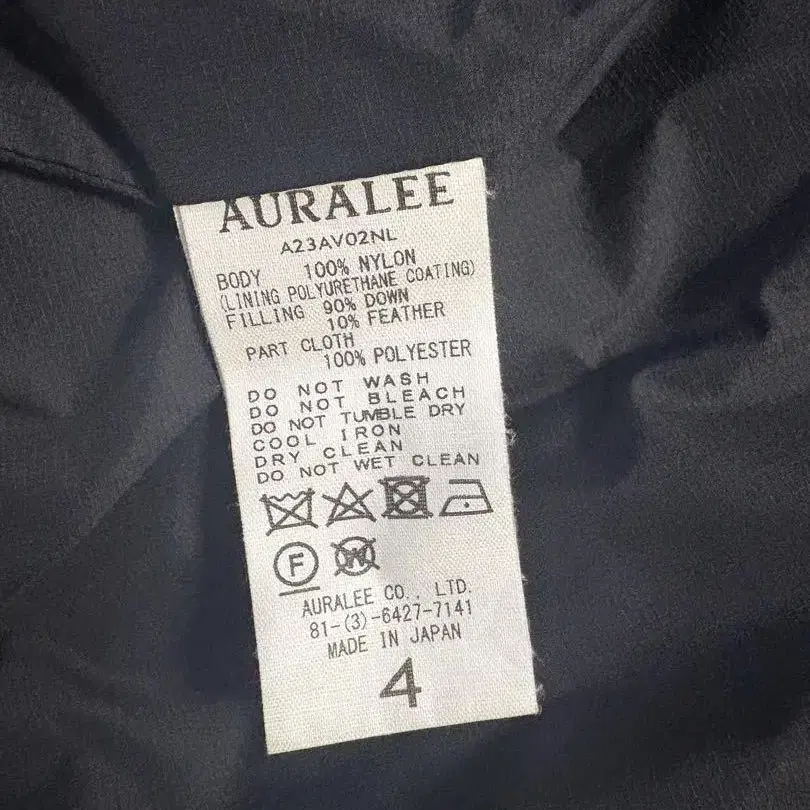 AURALEE
A23AV02NL
BODY 100% NYLON
(LINING POLYURETHANE COATING)
FILLING 90% DOWN
10% FEATHER
PART CLOTH
100% POLYESTER
DO NOT WASH
DO NOT BLEACH
DO NOT TUMBLE DRY
COOL IRON
DRY CLEAN
DO NOT WET CLEAN
F W
AURALEE CO., LTD.
81-(3)-6427-7141
MADE IN JAPAN
4